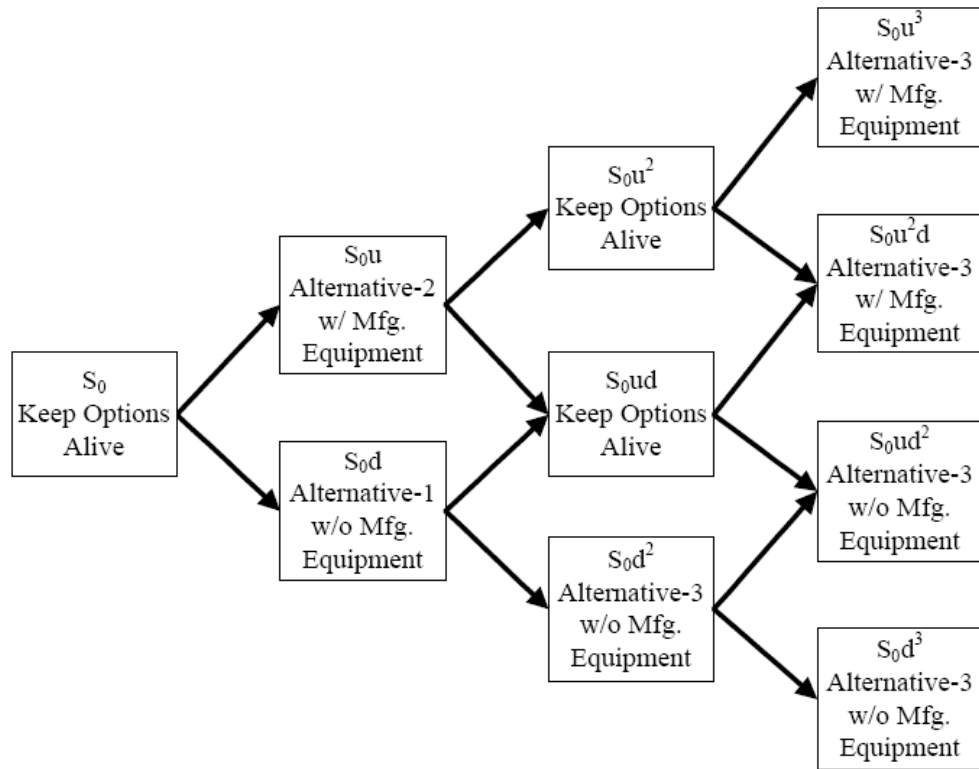 S₀
Keep Options
Alive
S₀u
Alternative-2
w/ Mfg.
Equipment
S₀d
Alternative-1
w/o Mfg.
Equipment
S₀u²
Keep Options
Alive
S₀ud
Keep Options
Alive
S₀d²
Alternative-3
w/o Mfg.
Equipment
S₀u³
Alternative-3
w/ Mfg.
Equipment
S₀u²d
Alternative-3
w/ Mfg.
Equipment
S₀ud²
Alternative-3
w/o Mfg.
Equipment
S₀d³
Alternative-3
w/o Mfg.
Equipment